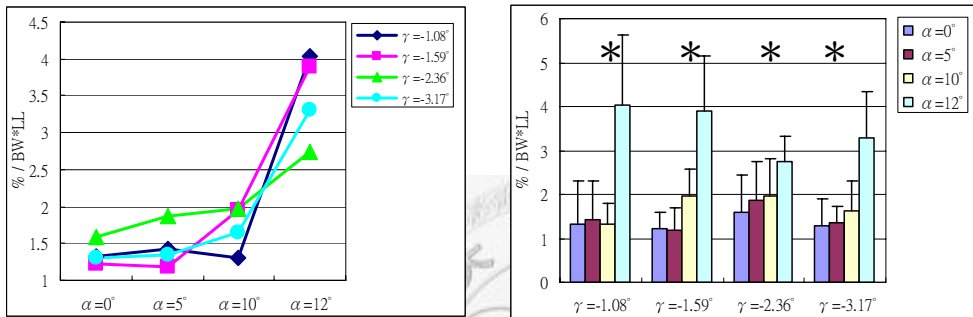 4.5
4
3.5
3
2.5
2
1.5
1
% / BW*LL
α=0° α=5° α=10° α=12°
γ=-1.08°
γ=-1.59°
γ=-2.36°
γ=-3.17°
6
5
4
3
2
1
0
% / BW*LL
* * * *
γ=-1.08° γ=-1.59° γ=-2.36° γ=-3.17°
α=0°
α=5°
α=10°
α=12°